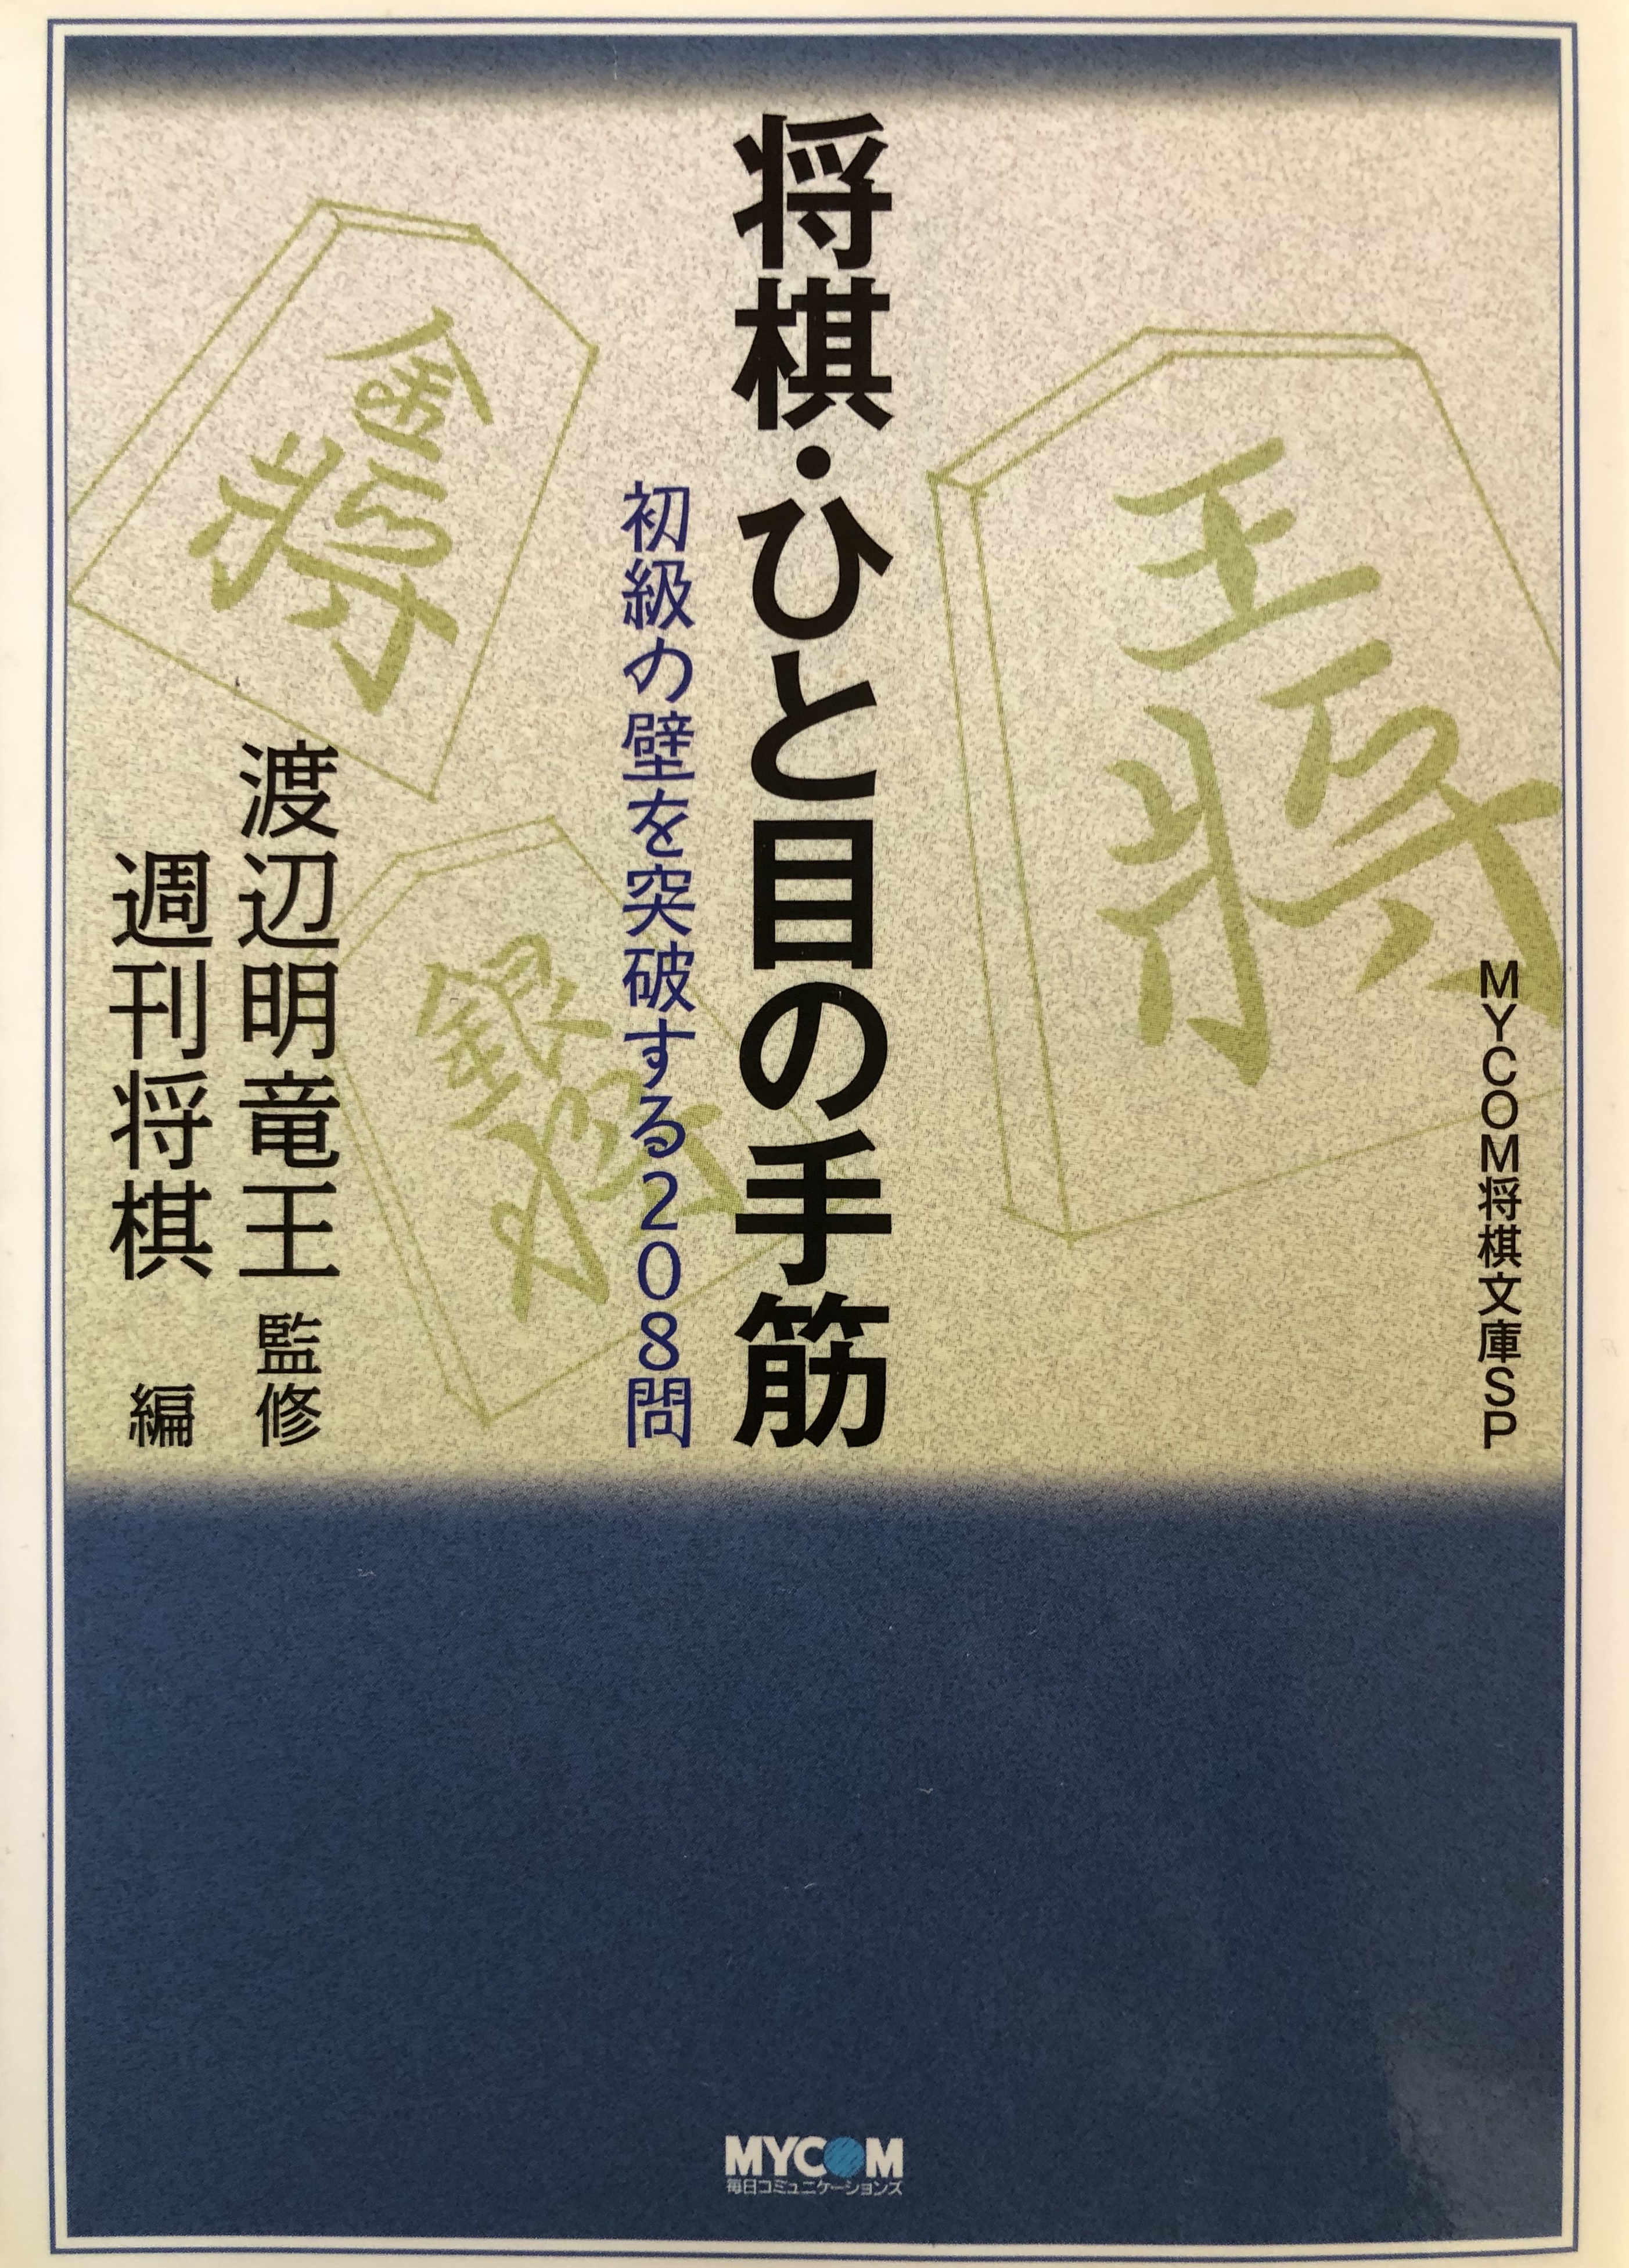 MYCOM将棋文庫SP
将棋・ひと目の手筋
初級の壁を突破する208問
渡辺明竜王 監修
週刊将棋 編
王将
金将
銀将
MYCOM
毎日コミュニケーションズ